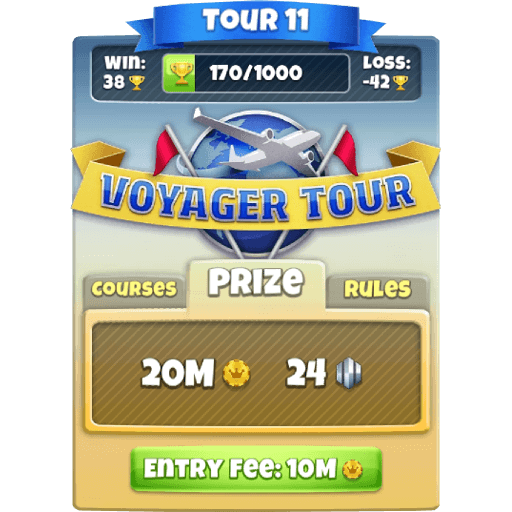 TOUR 11
WIN:
38
170/1000
LOSS:
-42
VOYAGER TOUR
COURSES
PRIZE
RULES
20M
24
ENTRY FEE: 10M